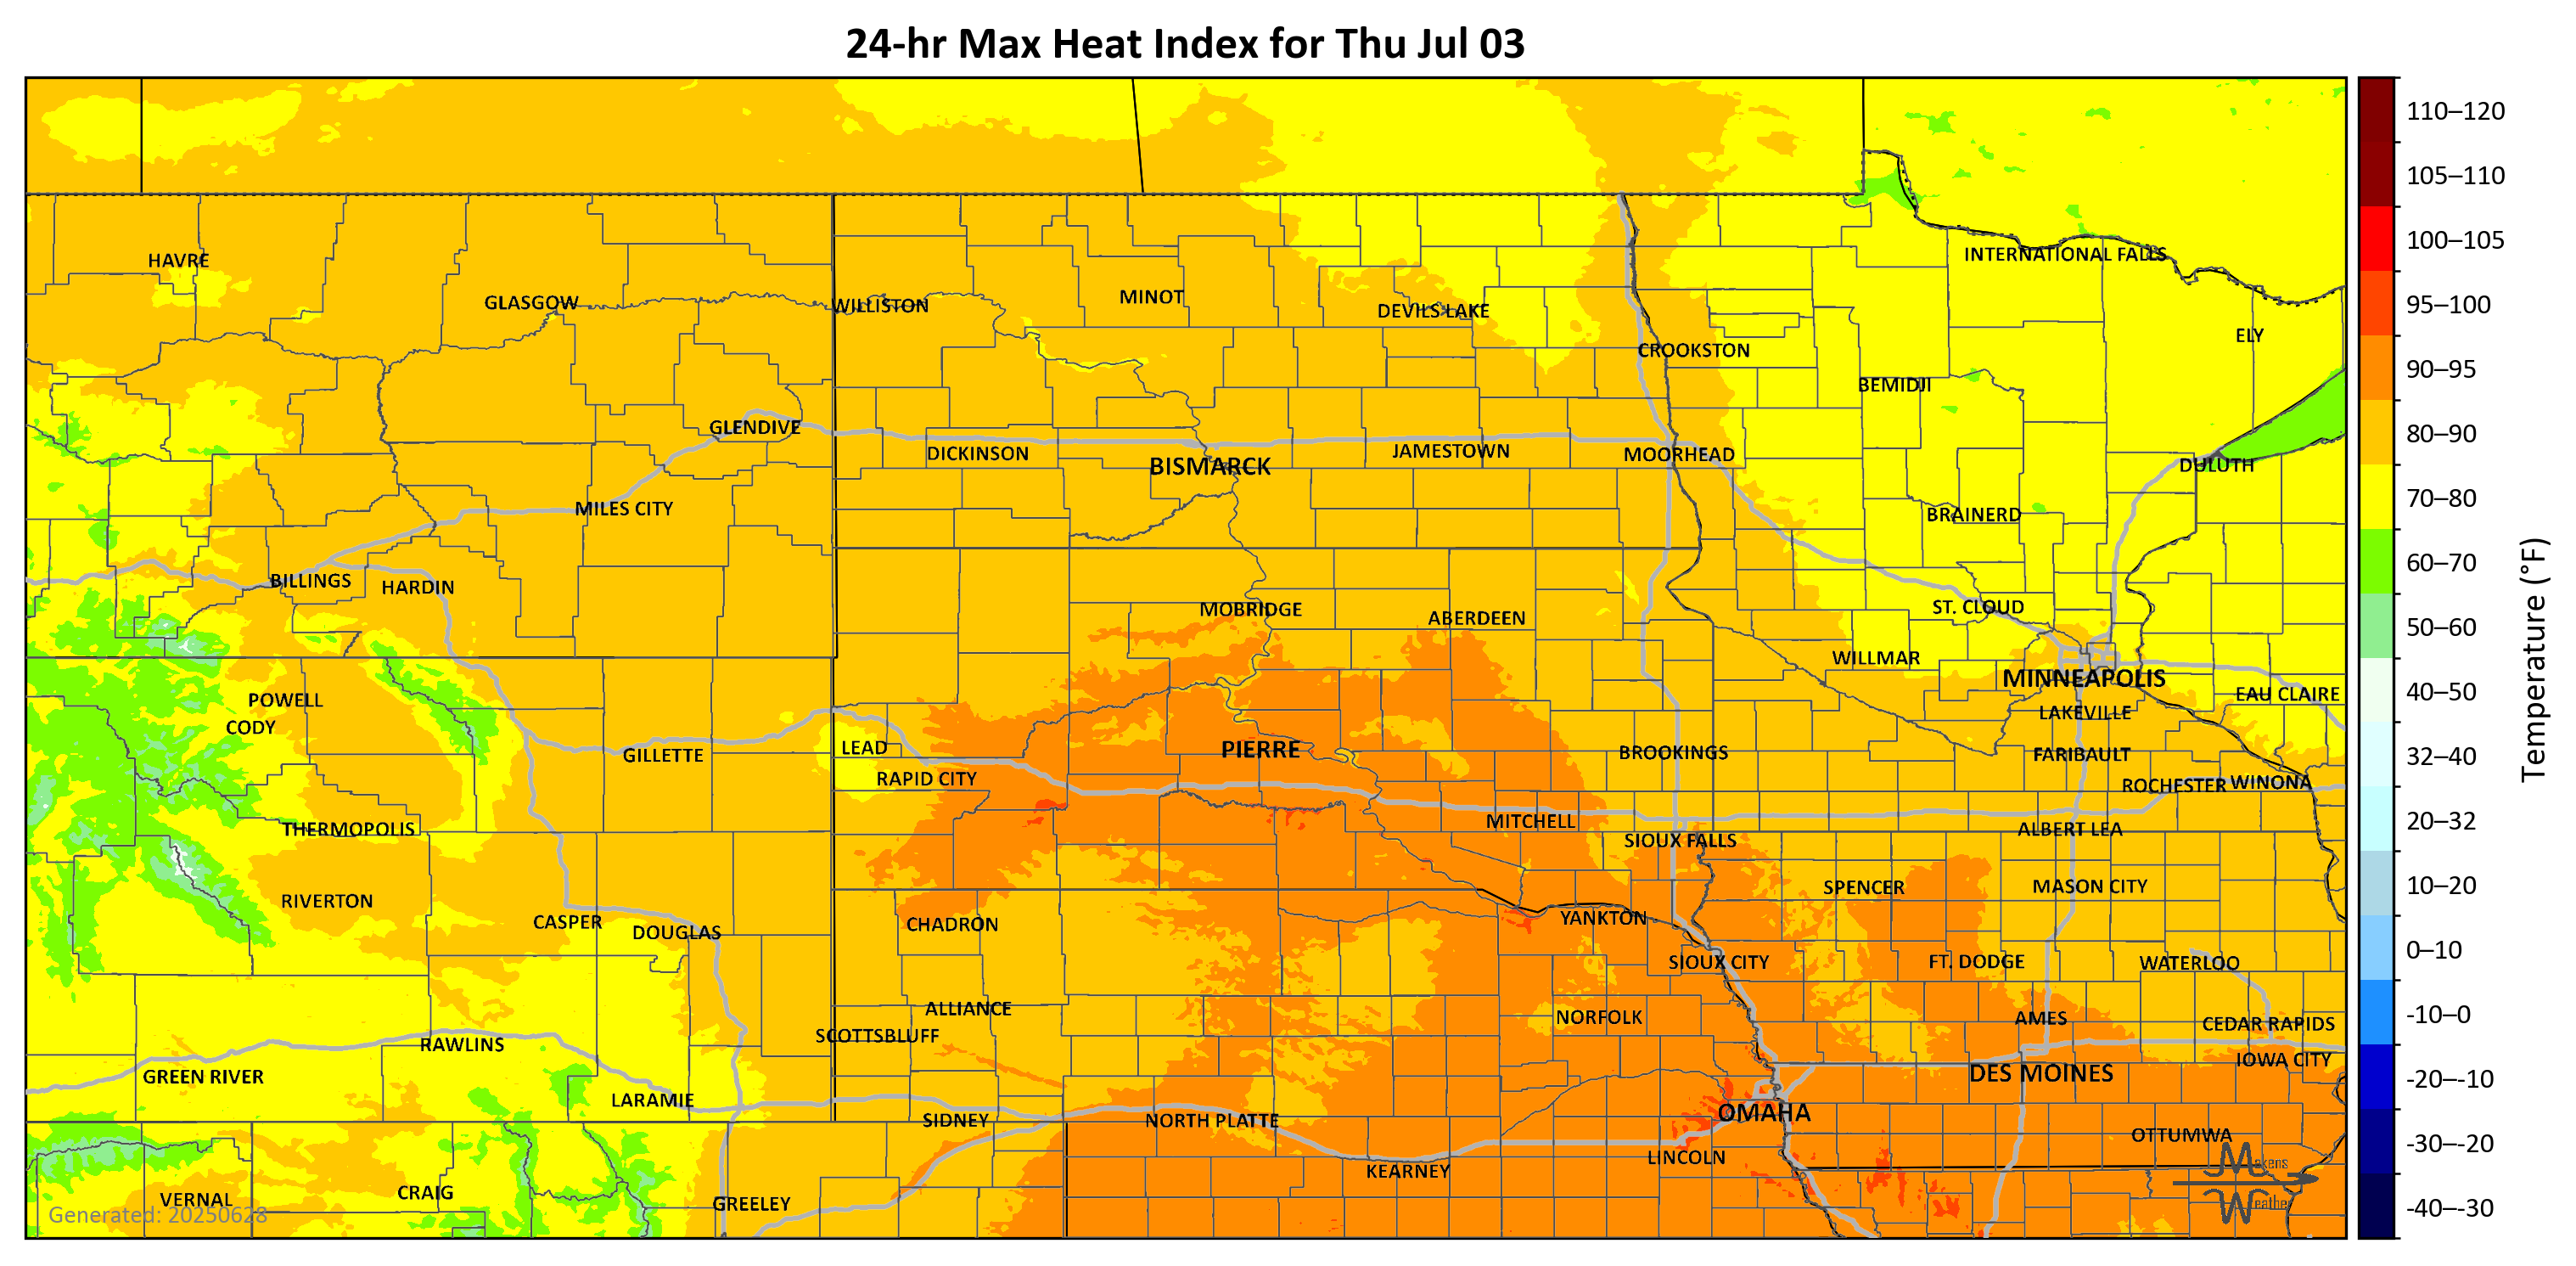 24-hr Max Heat Index for Thu Jul 03
110–120
105–110
100–105
95–100
90–95
80–90
70–80
60–70
50–60
40–50
32–40
20–32
10–20
0–10
-10–0
-20–-10
-30–-20
-40–-30
Temperature (°F)
HAVRE
GLASGOW
WILLISTON
MINOT
DEVILS LAKE
INTERNATIONAL FALLS
ELY
CROOKSTON
BEMIDJI
GLENDIVE
DICKINSON
BISMARCK
JAMESTOWN
MOORHEAD
DULUTH
MILES CITY
BRAINERD
BILLINGS
HARDIN
MOBRIDGE
ABERDEEN
ST. CLOUD
WILLMAR
MINNEAPOLIS
POWELL
CODY
EAU CLAIRE
LAKEVILLE
GILLETTE
LEAD
PIERRE
BROOKINGS
FARIBAULT
RAPID CITY
ROCHESTER
WINONA
THERMOPOLIS
MITCHELL
SIOUX FALLS
ALBERT LEA
RIVERTON
SPENCER
MASON CITY
CASPER
DOUGLAS
CHADRON
YANKTON
SIOUX CITY
FT. DODGE
WATERLOO
ALLIANCE
NORFOLK
AMES
CEDAR RAPIDS
SCOTTSBLUFF
RAWLINS
IOWA CITY
GREEN RIVER
DES MOINES
LARAMIE
SIDNEY
NORTH PLATTE
OMAHA
OTTUMWA
KEARNEY
LINCOLN
VERNAL
CRAIG
GREELEY
Makens
Weather
Generated: 20250628